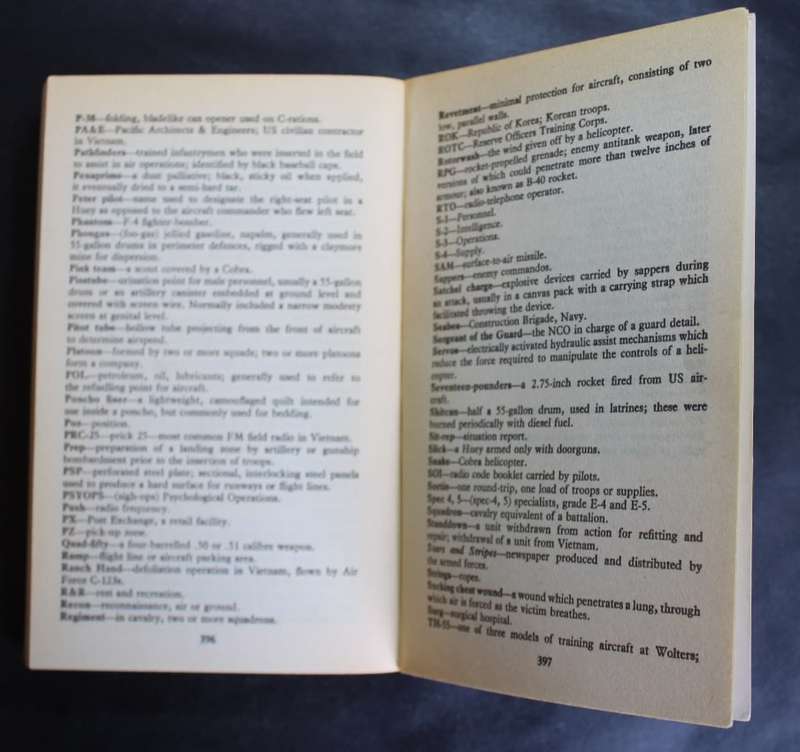 P-38—folding, bladelike can opener used on C-rations.
PA&E—Pacific Architects & Engineers; US civilian contractor
in Vietnam.
Pathfinders—trained infantrymen who were inserted in the field
to assist in air operations; identified by black baseball caps.
Penaprime—a dust palliative; black, sticky oil when applied,
it eventually dried to a semi-hard tar.
Peter pilot—name used to designate the right-seat pilot in a
Huey as opposed to the aircraft commander who flew left seat.
Phantom—F-4 fighter-bomber.
Phougas—(foo-gas) jellied gasoline, napalm, generally used in
55-gallon drums in perimeter defences, rigged with a claymore
mine for dispersion.
Pink team—a scout covered by a Cobra.
Pisstube—urination point for male personnel, usually a 55-gallon
drum or an artillery canister embedded at ground level and
covered with screen wire. Normally included a narrow modesty
screen at genital level.
Pitot tube—hollow tube projecting from the front of aircraft
to determine airspeed.
Platoon—formed by two or more squads; two or more platoons
form a company.
POL—petroleum, oil, lubricants; generally used to refer to
the refuelling point for aircraft.
Poncho liner—a lightweight, camouflaged quilt intended for
use inside a poncho, but commonly used for bedding.
Pos—position.
PRC-25—prick 25—most common FM field radio in Vietnam.
Prep—preparation of a landing zone by artillery or gunship
bombardment prior to the insertion of troops.
PSP—perforated steel plate; sectional, interlocking steel panels
used to produce a hard surface for runways or flight lines.
PSYOPS—(sigh-ops) Psychological Operations.
Push—radio frequency.
PX—Post Exchange, a retail facility.
PZ—pick-up zone.
Quad-fifty—a four-barrelled .50 or .51 calibre weapon.
Ramp—flight line or aircraft parking area.
Ranch Hand—defoliation operation in Vietnam, flown by Air
Force C-123s.
R&R—rest and recreation.
Recon—reconnaissance, air or ground.
Regiment—in cavalry, two or more squadrons.
396
Revetment—minimal protection for aircraft, consisting of two
low, parallel walls.
ROK—Republic of Korea; Korean troops.
ROTC—Reserve Officers Training Corps.
Rotorwash—the wind given off by a helicopter.
RPG—rocket-propelled grenade; enemy antitank weapon, later
versions of which could penetrate more than twelve inches of
armour; also known as B-40 rocket.
RTO—radio-telephone operator.
S-1—Personnel.
S-2—Intelligence.
S-3—Operations.
S-4—Supply.
SAM—surface-to-air missile.
Sappers—enemy commandos.
Satchel charge—explosive devices carried by sappers during
an attack, usually in a canvas pack with a carrying strap which
facilitated throwing the device.
Seabea—Construction Brigade, Navy.
Sergeant of the Guard—the NCO in charge of a guard detail.
Servos—electrically activated hydraulic assist mechanisms which
reduce the force required to manipulate the controls of a heli-
copter.
Seventeen-pounders—a 2.75-inch rocket fired from US air-
craft.
Shitcan—half a 55-gallon drum, used in latrines; these were
burned periodically with diesel fuel.
Sit-rep—situation report.
Slick—a Huey armed only with doorguns.
Snake—Cobra helicopter.
SOI—radio code booklet carried by pilots.
Sortie—one round-trip, one load of troops or supplies.
Spec 4, 5—(spec-4, 5) specialists, grade E-4 and E-5.
Squadron—cavalry equivalent of a battalion.
Standdown—a unit withdrawn from action for refitting and
repair; withdrawal of a unit from Vietnam.
Stars and Stripes—newspaper produced and distributed by
the armed forces.
Strings—ropes.
Sucking chest wound—a wound which penetrates a lung, through
which air is forced as the victim breathes.
Surg—surgical hospital.
TH-55—one of three models of training aircraft at Wolters;
397